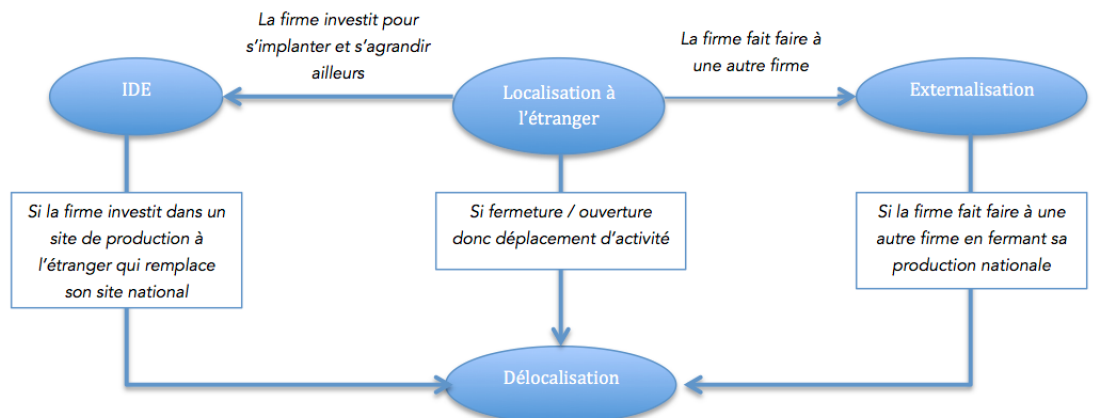 La firme investit pour
s'implanter et s'agrandir
ailleurs
La firme fait faire à
une autre firme
IDE
Localisation à
l'étranger
Externalisation
Si la firme investit dans un
site de production à
l'étranger qui remplace
son site national
Si fermeture / ouverture
donc déplacement d'activité
Si la firme fait faire à une
autre firme en fermant sa
production nationale
Délocalisation